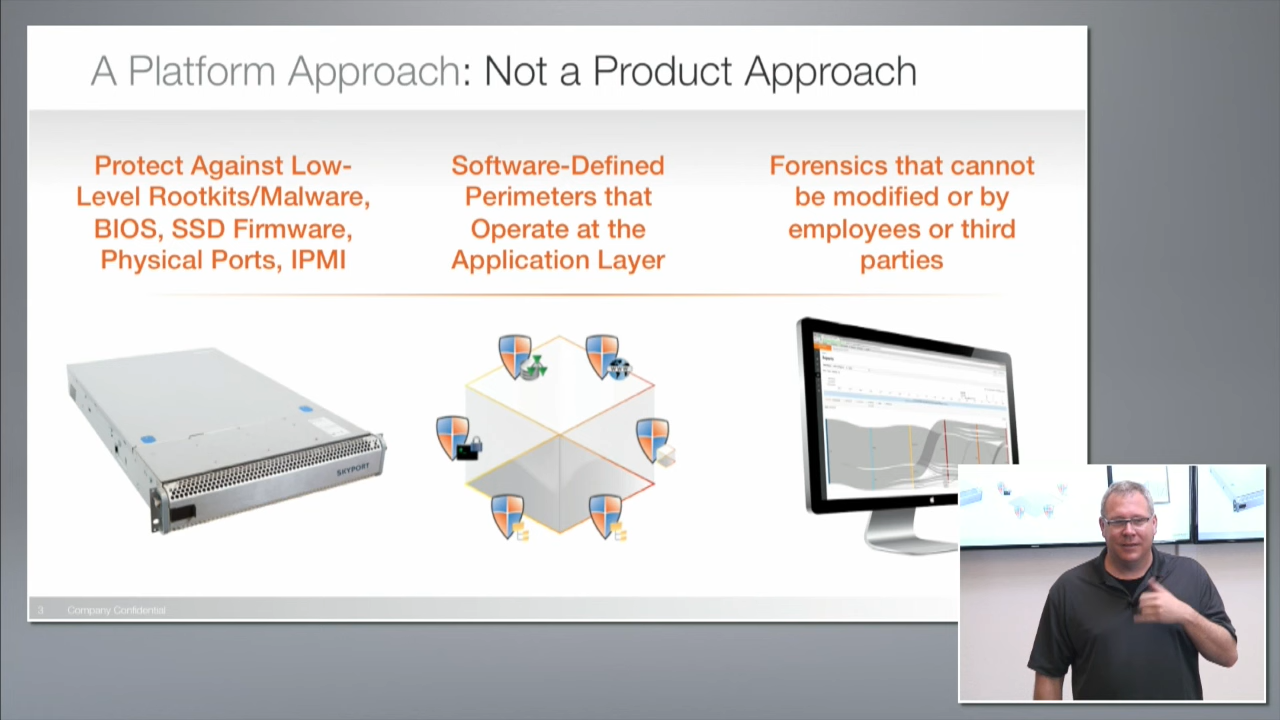 A Platform Approach: Not a Product Approach
Protect Against Low-
Level Rootkits/Malware,
BIOS, SSD Firmware,
Physical Ports, IPMI
Software-Defined
Perimeters that
Operate at the
Application Layer
Forensics that cannot
be modified or by
employees or third
parties
SKYPORT
3 Company Confidential